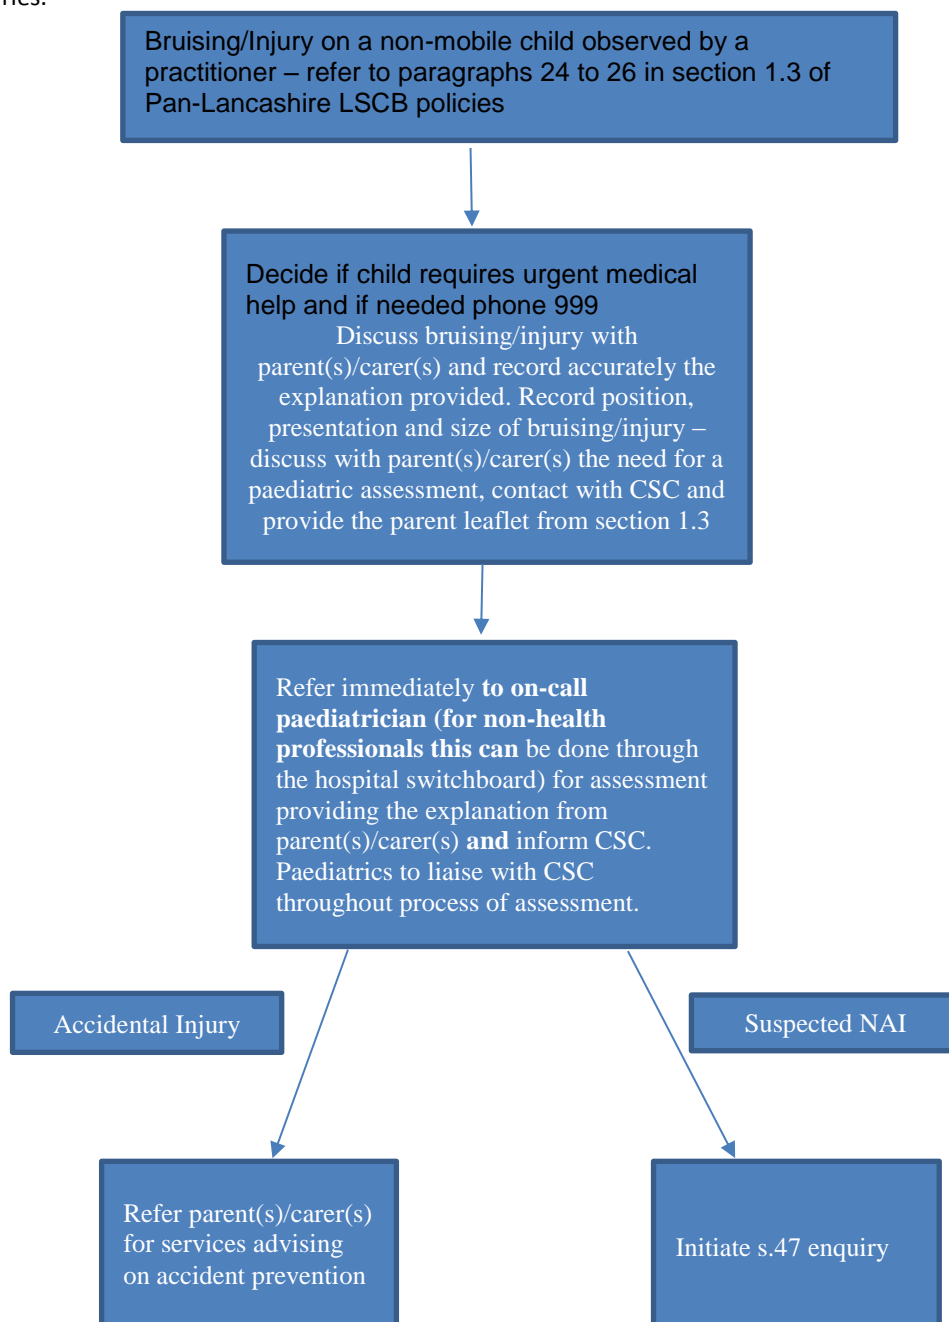 ries.
Bruising/Injury on a non-mobile child observed by a
practitioner – refer to paragraphs 24 to 26 in section 1.3 of
Pan-Lancashire LSCB policies
Decide if child requires urgent medical
help and if needed phone 999
Discuss bruising/injury with
parent(s)/carer(s) and record accurately the
explanation provided. Record position,
presentation and size of bruising/injury –
discuss with parent(s)/carer(s) the need for a
paediatric assessment, contact with CSC and
provide the parent leaflet from section 1.3
Refer immediately to on-call
paediatrician (for non-health
professionals this can be done through
the hospital switchboard) for assessment
providing the explanation from
parent(s)/carer(s) and inform CSC.
Paediatrics to liaise with CSC
throughout process of assessment.
Accidental Injury
Suspected NAI
Refer parent(s)/carer(s)
for services advising
on accident prevention
Initiate s.47 enquiry